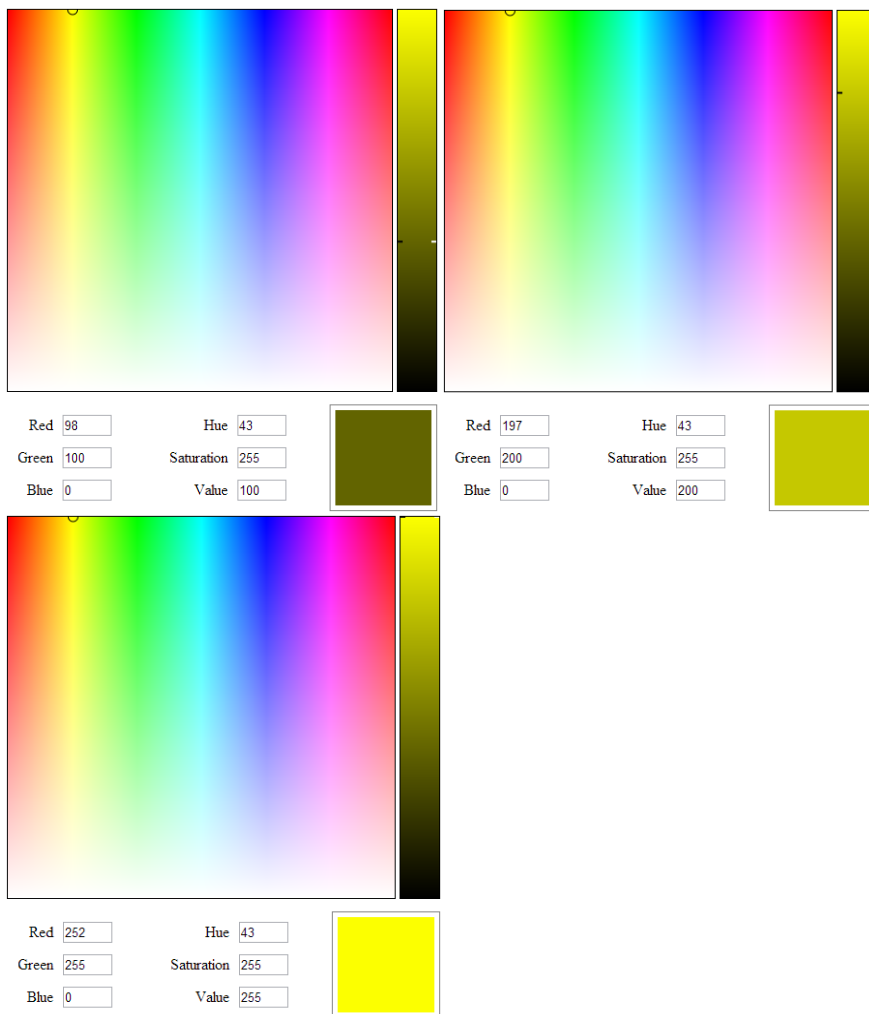 Red 98 Hue 43
Green 100 Saturation 255
Blue 0 Value 100
Red 197 Hue 43
Green 200 Saturation 255
Blue 0 Value 200
Red 252 Hue 43
Green 255 Saturation 255
Blue 0 Value 255